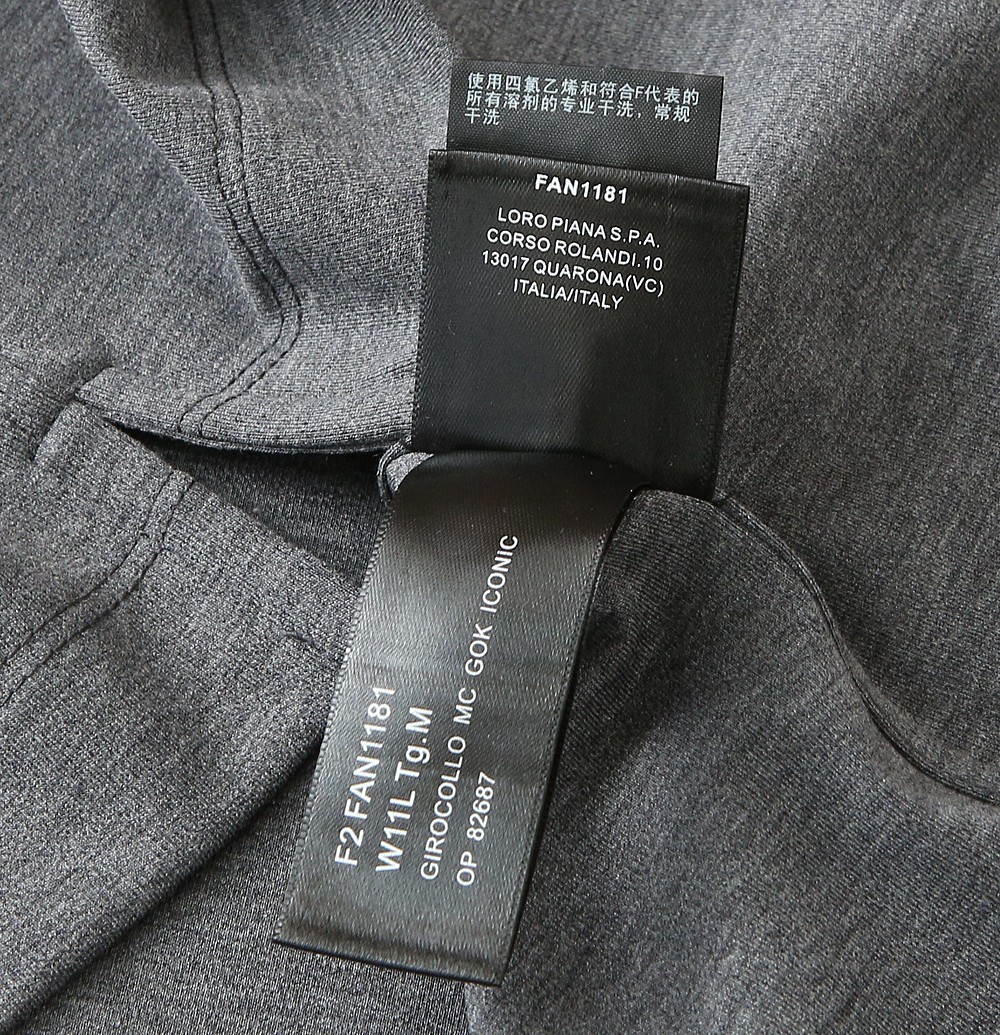 使用四氯乙烯和符合F代表的
所有溶剂的专业干洗，常规
干洗
FAN1181
LORO PIANA S.P.A.
CORSO ROLANDI.10
13017 QUARONA(VC)
ITALIA/ITALY
F2 FAN1181
W11L Tg.M
GIROCOLLO MC GOK ICONIC
OP 82687